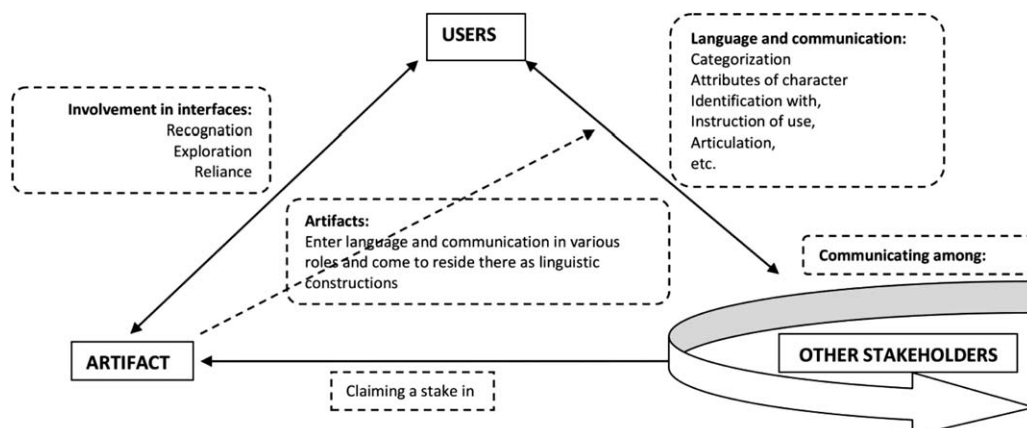 USERS
Language and communication:
Categorization
Attributes of character
Identification with,
Instruction of use,
Articulation,
etc.
Involvement in interfaces:
Recognation
Exploration
Reliance
Artifacts:
Enter language and communication in various
roles and come to reside there as linguistic
constructions
Communicating among:
ARTIFACT
OTHER STAKEHOLDERS
Claiming a stake in